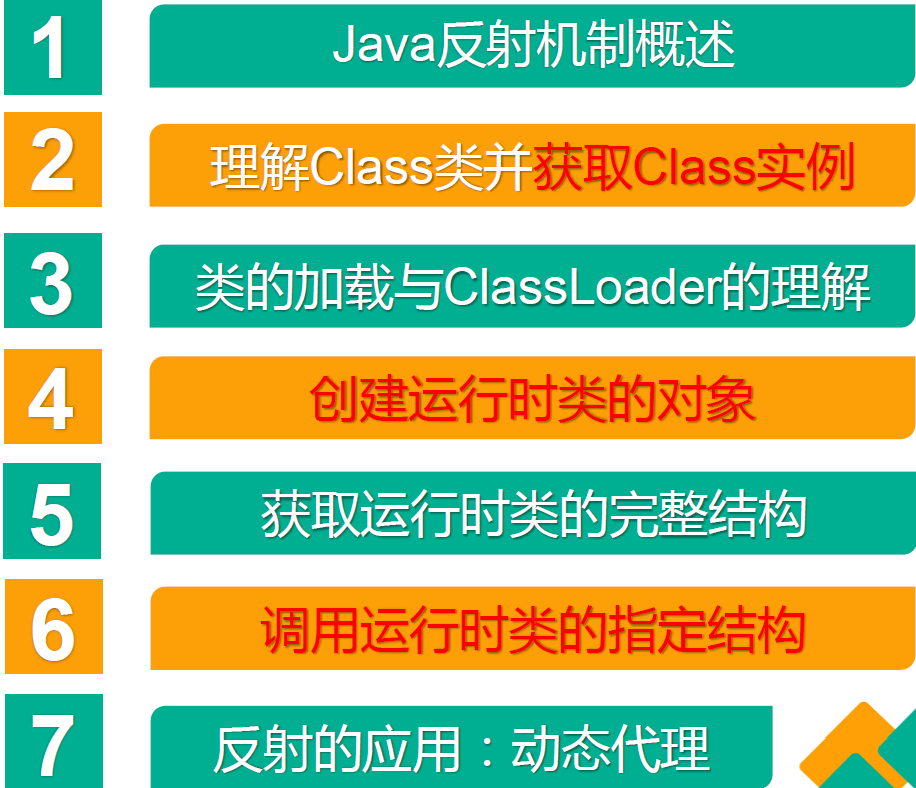 1 Java反射机制概述
2 理解Class类并获取Class实例
3 类的加载与ClassLoader的理解
4 创建运行时类的对象
5 获取运行时类的完整结构
6 调用运行时类的指定结构
7 反射的应用：动态代理